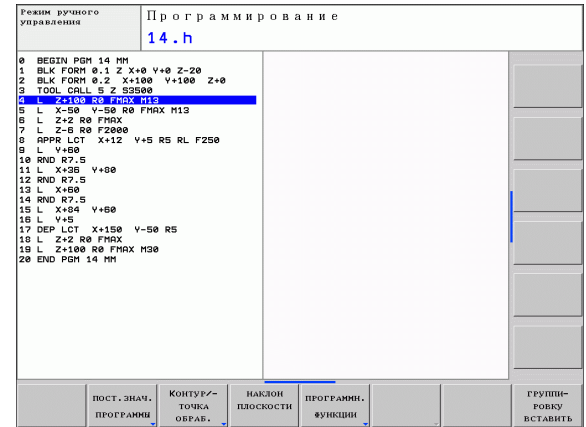 Режим ручного
управления
Программирование
14.h
0 BEGIN PGM 14 MM
1 BLK FORM 0.1 Z X+0 Y+0 Z-20
2 BLK FORM 0.2 X+100 Y+100 Z+0
3 TOOL CALL 5 Z S3500
4 L Z+100 R0 FMAX M13
5 L X-50 Y-50 R0 FMAX M13
6 L Z+2 R0 FMAX
7 L Z-6 R0 F2000
8 APPR LCT X+12 Y+5 R5 RL F250
9 L Y+60
10 RND R7.5
11 L X+36 Y+80
12 RND R7.5
13 L X+60
14 RND R7.5
15 L X+84 Y+60
16 L Y+5
17 DEP LCT X+150 Y-50 R5
18 L Z+2 R0 FMAX
19 L Z+100 R0 FMAX M30
20 END PGM 14 MM
ПОСТ.ЗНАЧ.
ПРОГРАММЫ
КОНТУР/-
ТОЧКА
ОБРАБ.
НАКЛОН
ПЛОСКОСТИ
ПРОГРАММН.
ФУНКЦИИ
ГРУППИ-
РОВКУ
ВСТАВИТЬ